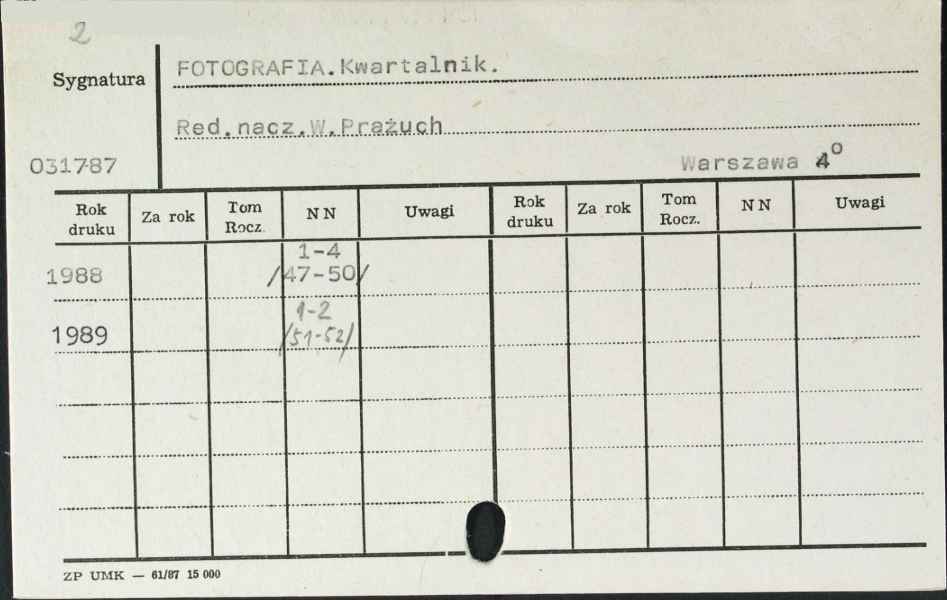 2
Sygnatura
FOTOGRAFIA.Kwartalnik.
Red.nacz.W.Prażuch
031787
Warszawa 4°
Rok druku Za rok Tom Rocz. NN Uwagi Rok druku Za rok Tom Rocz. NN Uwagi
1-4
1988 /47-50/
1-2
1989 /51-52/
ZP UMK — 61/87 15 000